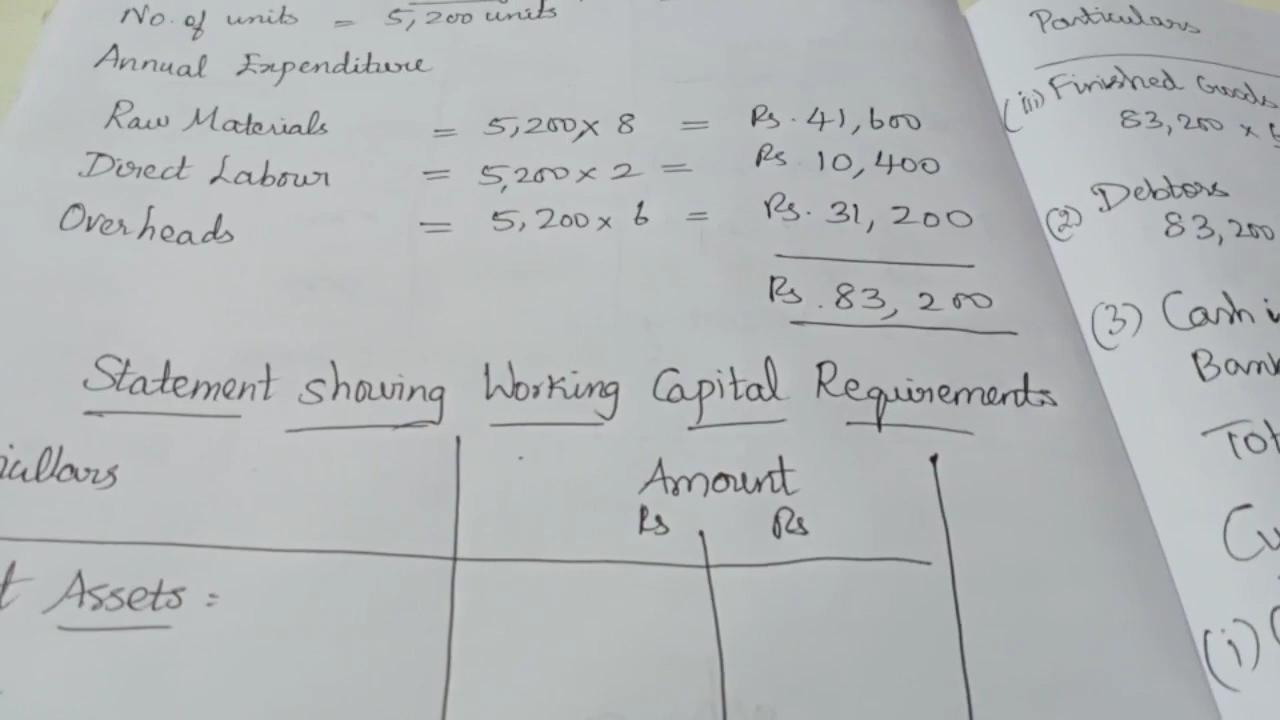 No. of units = 5,200 units
Annual Expenditure
Raw Materials = 5,200 x 8 = Rs. 41,600
Direct Labour = 5,200 x 2 = Rs 10,400
Overheads = 5,200 x 6 = Rs. 31, 200
Rs. 83, 200
Statement showing Working Capital Requirements
Amount
Rs Rs
Assets :
Particulars
(iii) Finished Goods
83,200 x
(2) Debtors
83,200
(3) Cash
(i)